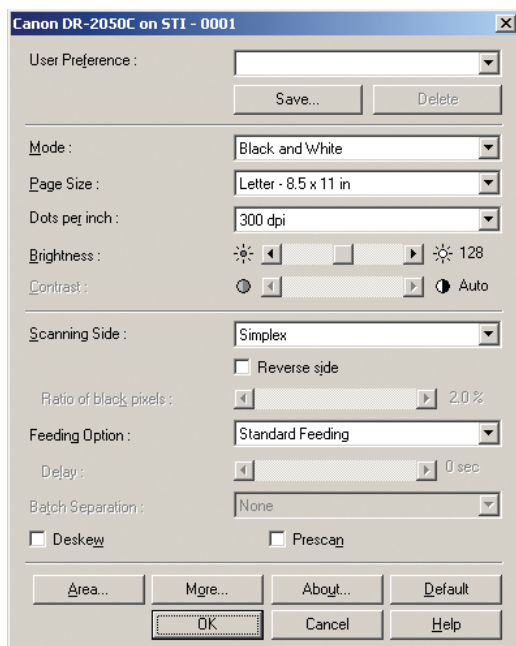 Canon DR-2050C on STI - 0001
User Preference :
Save... Delete
Mode : Black and White
Page Size : Letter - 8.5 x 11 in
Dots per inch : 300 dpi
Brightness : 128
Contrast : Auto
Scanning Side : Simplex
Reverse side
Ratio of black pixels : 2.0 %
Feeding Option : Standard Feeding
Delay : 0 sec
Batch Separation : None
Deskew Prescan
Area... More... About... Default
OK Cancel Help